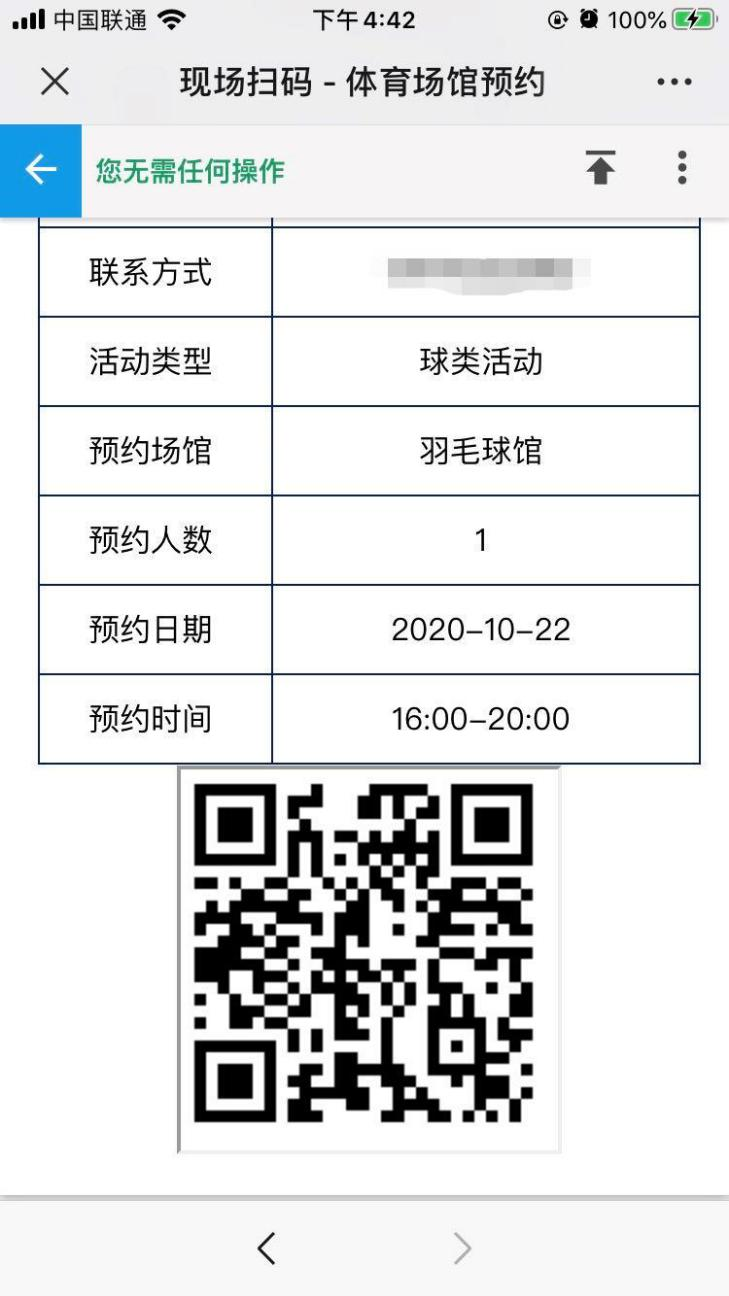 中国联通 下午4:42 100%
现场扫码 - 体育场馆预约
您无需任何操作
联系方式
活动类型 球类活动
预约场馆 羽毛球馆
预约人数 1
预约日期 2020-10-22
预约时间 16:00-20:00